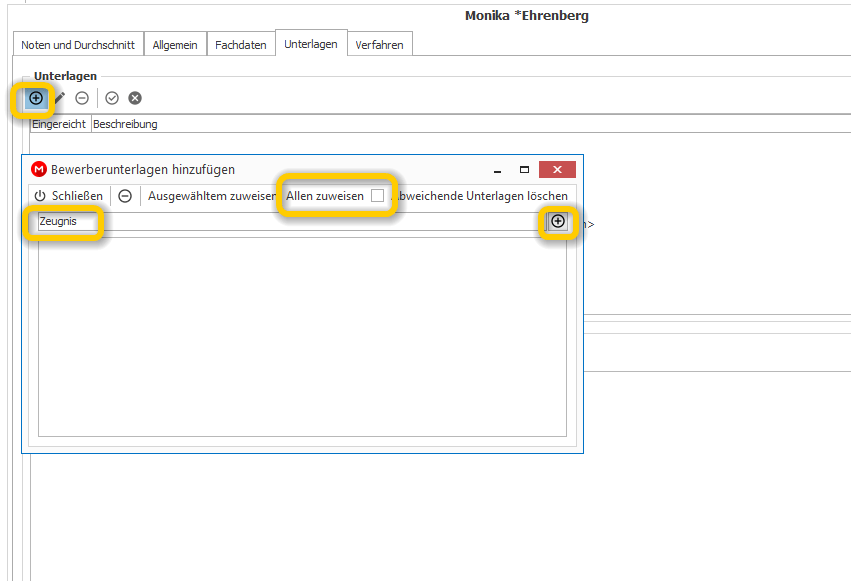 Monika *Ehrenberg
Noten und Durchschnitt Allgemein Fachdaten Unterlagen Verfahren
Unterlagen
Eingereicht Beschreibung
M Bewerberunterlagen hinzufügen
Schließen Ausgewähltem zuweisen Allen zuweisen Abweichende Unterlagen löschen
Zeugnis
>